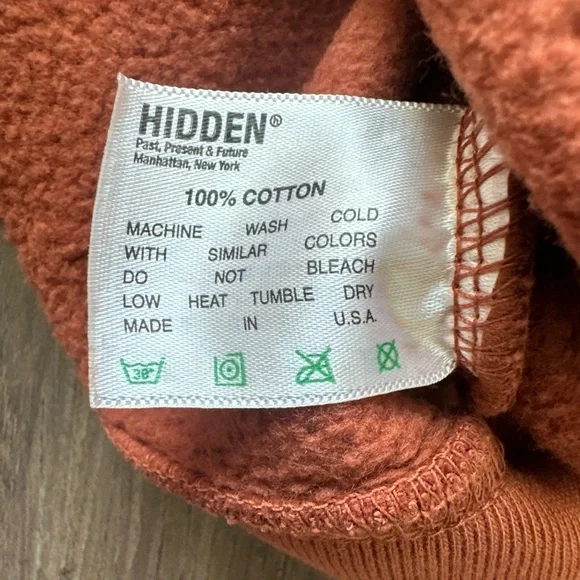 HIDDEN®
Past, Present & Future
Manhattan, New York
100% COTTON
MACHINE WASH COLD
WITH SIMILAR COLORS
DO NOT BLEACH
LOW HEAT TUMBLE DRY
MADE IN U.S.A.
30°